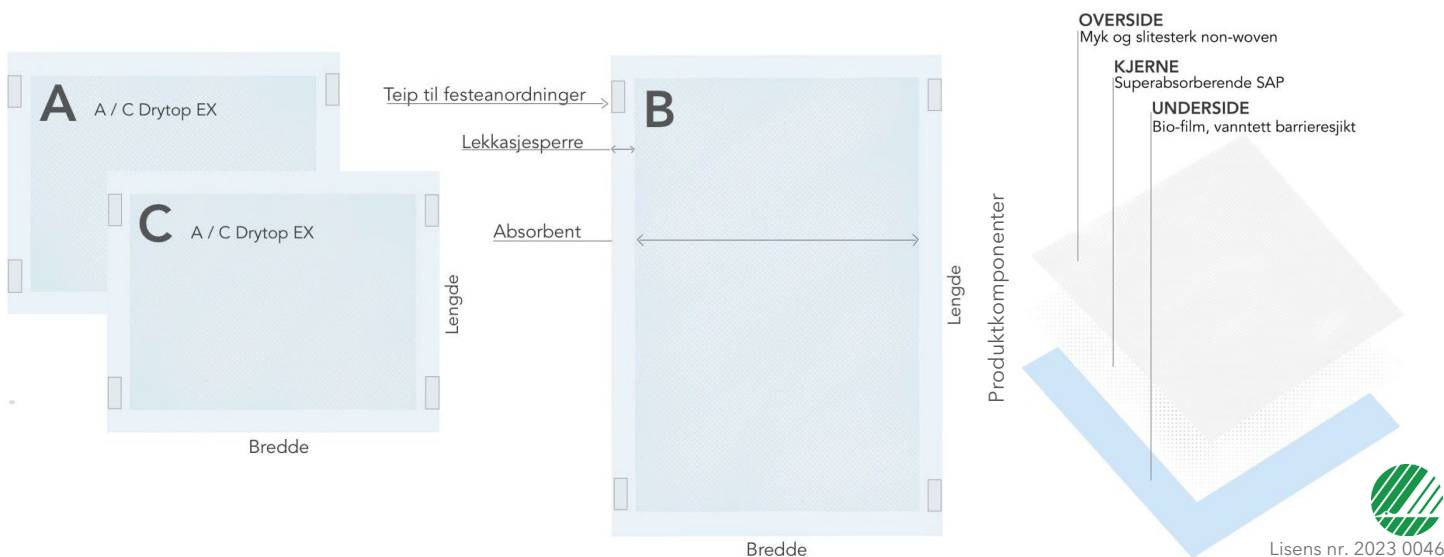 A
A / C Drytop EX
C
A / C Drytop EX
Lengde
Bredde
Teip til festeanordninger
Lekkasjesperre
Absorbent
B
Lengde
Bredde
Produktkomponenter
OVERSIDE
Myk og slitesterk non-woven
KJERNE
Superabsorberende SAP
UNDERSIDE
Bio-film, vanntett barrieresjikt
Lisens nr. 2023 0046